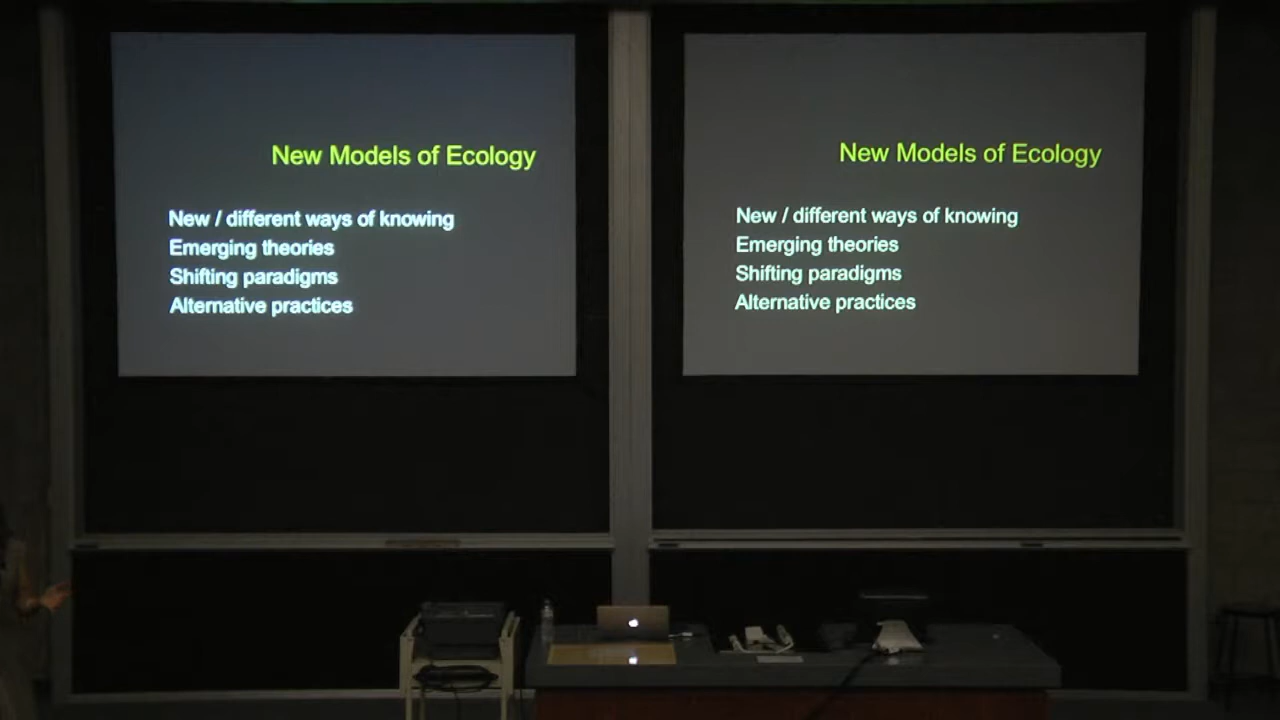 New Models of Ecology
New / different ways of knowing
Emerging theories
Shifting paradigms
Alternative practices
New Models of Ecology
New / different ways of knowing
Emerging theories
Shifting paradigms
Alternative practices